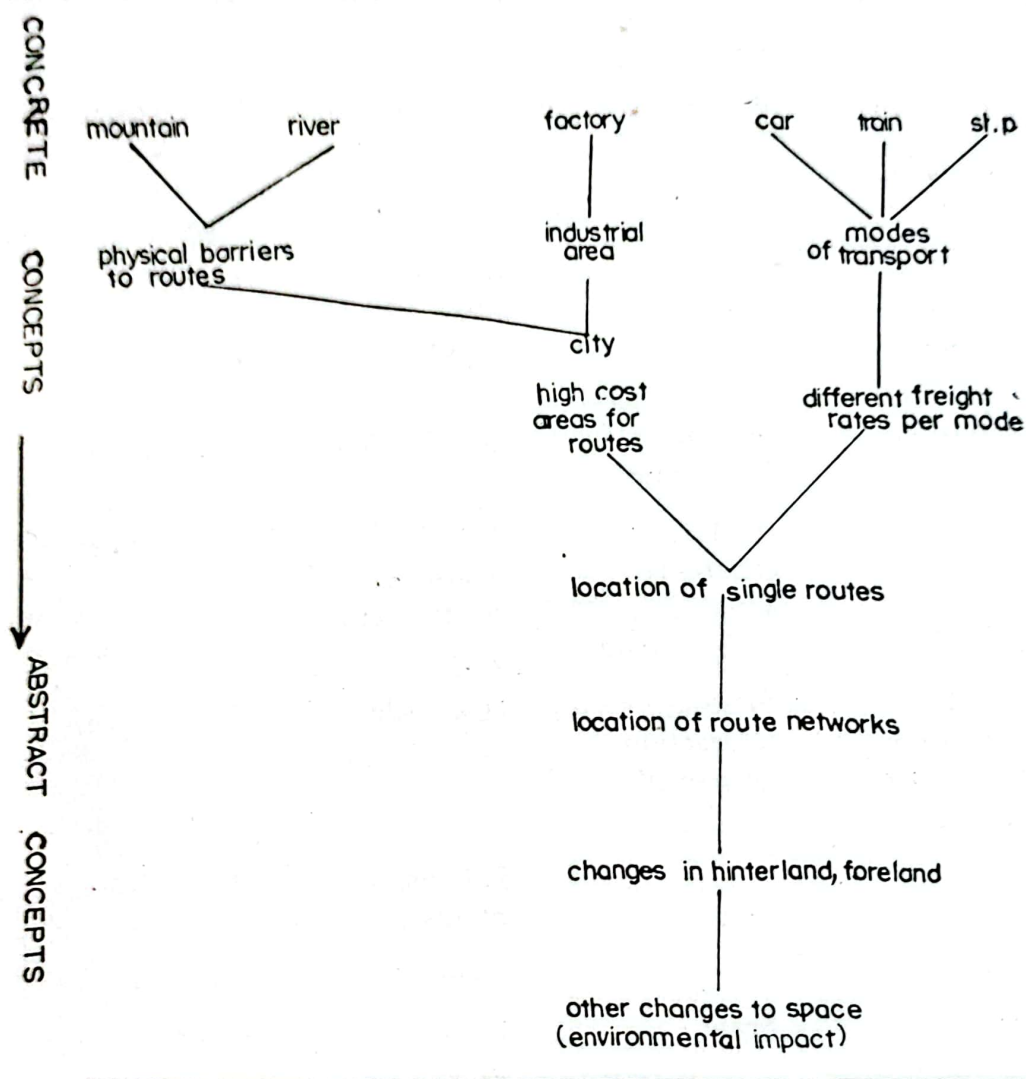 CONCRETE CONCEPTS
ABSTRACT CONCEPTS
mountain
river
factory
car
train
st.p
physical barriers
to routes
industrial
area
modes
of transport
city
high cost
areas for
routes
different freight
rates per mode
location of single routes
location of route networks
changes in hinterland, foreland
other changes to space
(environmental impact)